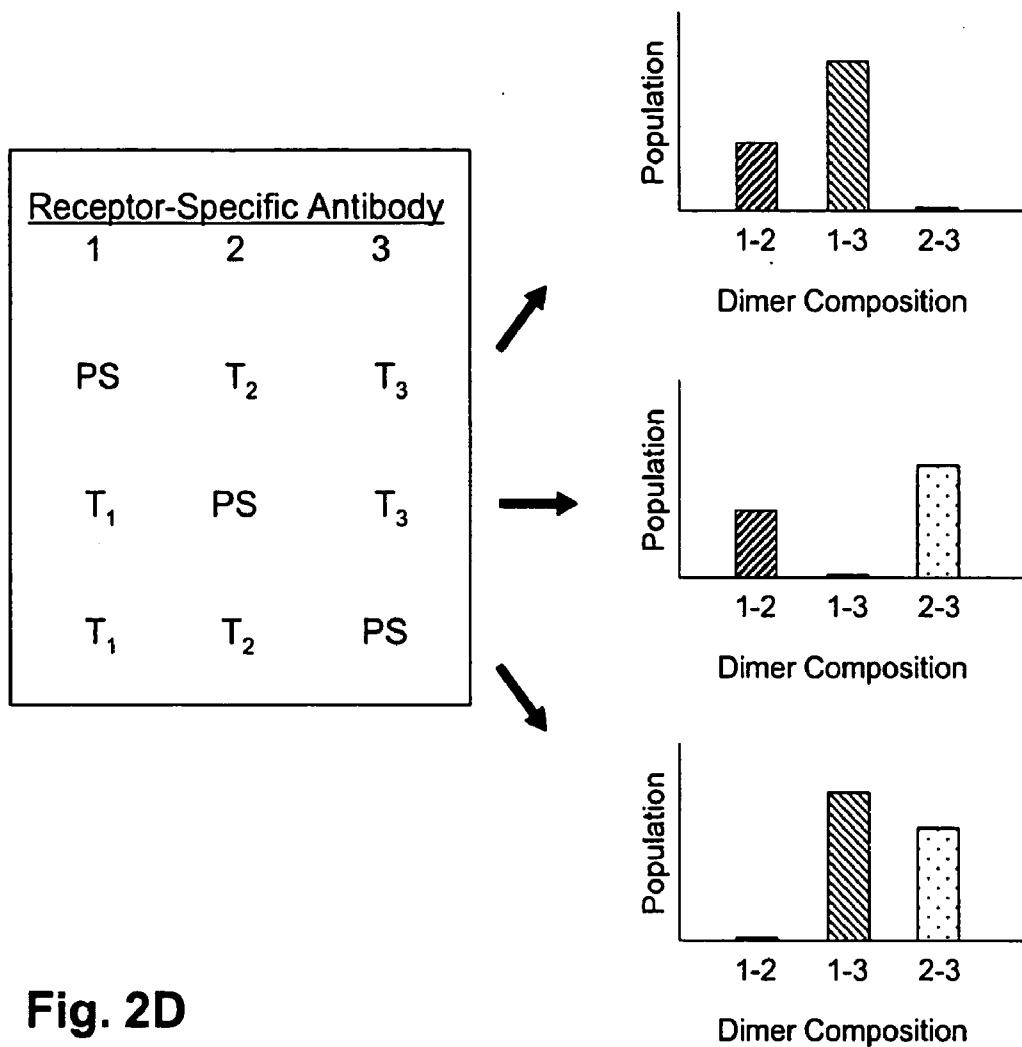 Receptor-Specific Antibody
1 2 3
PS T₂ T₃
T₁ PS T₃
T₁ T₂ PS
Population
1-2 1-3 2-3
Dimer Composition
Population
1-2 1-3 2-3
Dimer Composition
Population
1-2 1-3 2-3
Dimer Composition
Fig. 2D